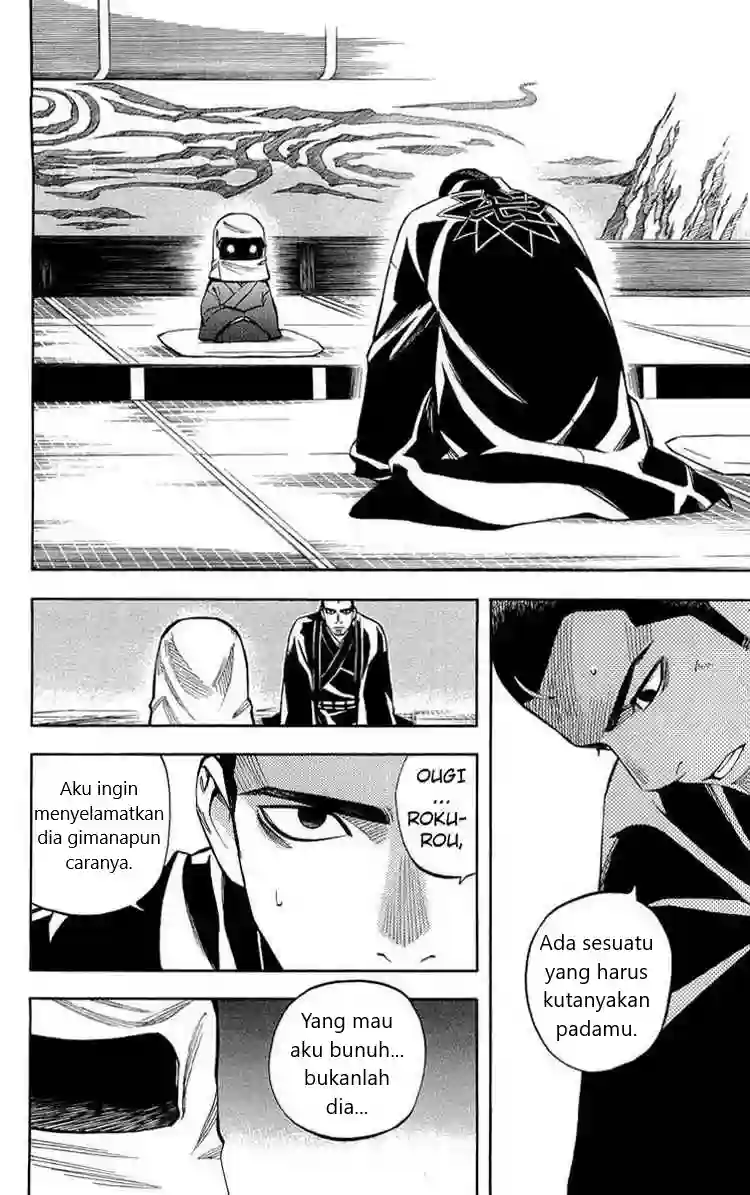 Ada sesuatu
yang harus
kutanyakan
padamu.
OUGI
...
ROKU-
ROU,
Aku ingin
menyelamatkan
dia gimanapun
caranya.
Yang mau
aku bunuh...
bukanlah
dia...